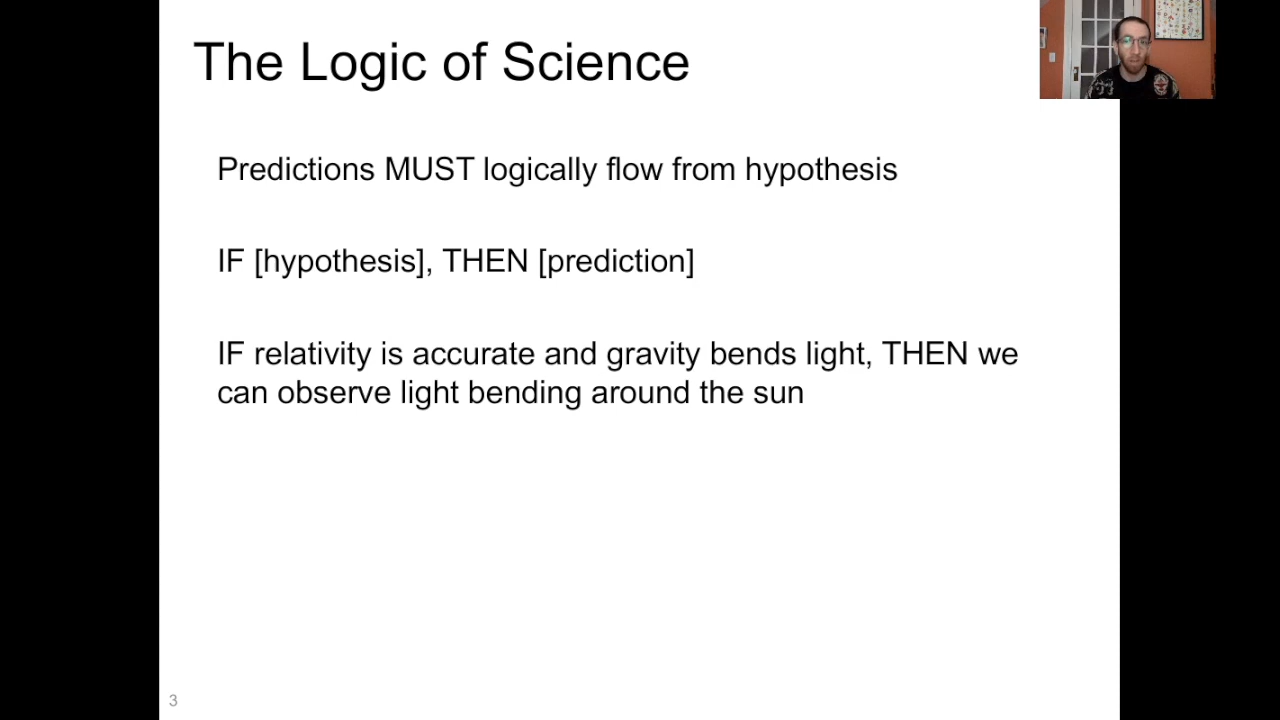 The Logic of Science
Predictions MUST logically flow from hypothesis
IF [hypothesis], THEN [prediction]
IF relativity is accurate and gravity bends light, THEN we
can observe light bending around the sun
3